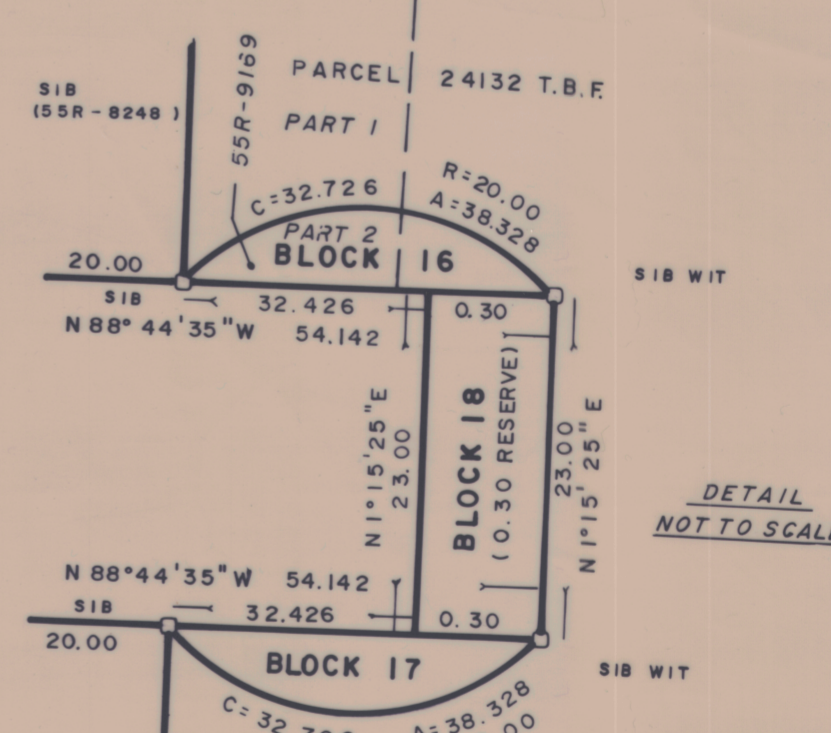 SIB
(55R-8248)
55R-9169
PARCEL 24132 T.B.F.
PART 1
C=32.726
R=20.00
A=38.328
PART 2
BLOCK 16
20.00
SIB
SIB WIT
32.426
0.30
N 88° 44'35"W 54.142
N 1°15'25"E
23.00
BLOCK 18
(0.30 RESERVE)
23.00
N 1°15'25"E
DETAIL
NOT TO SCALE
N 88°44'35"W 54.142
SIB
32.426
0.30
20.00
BLOCK 17
SIB WIT
A=38.328